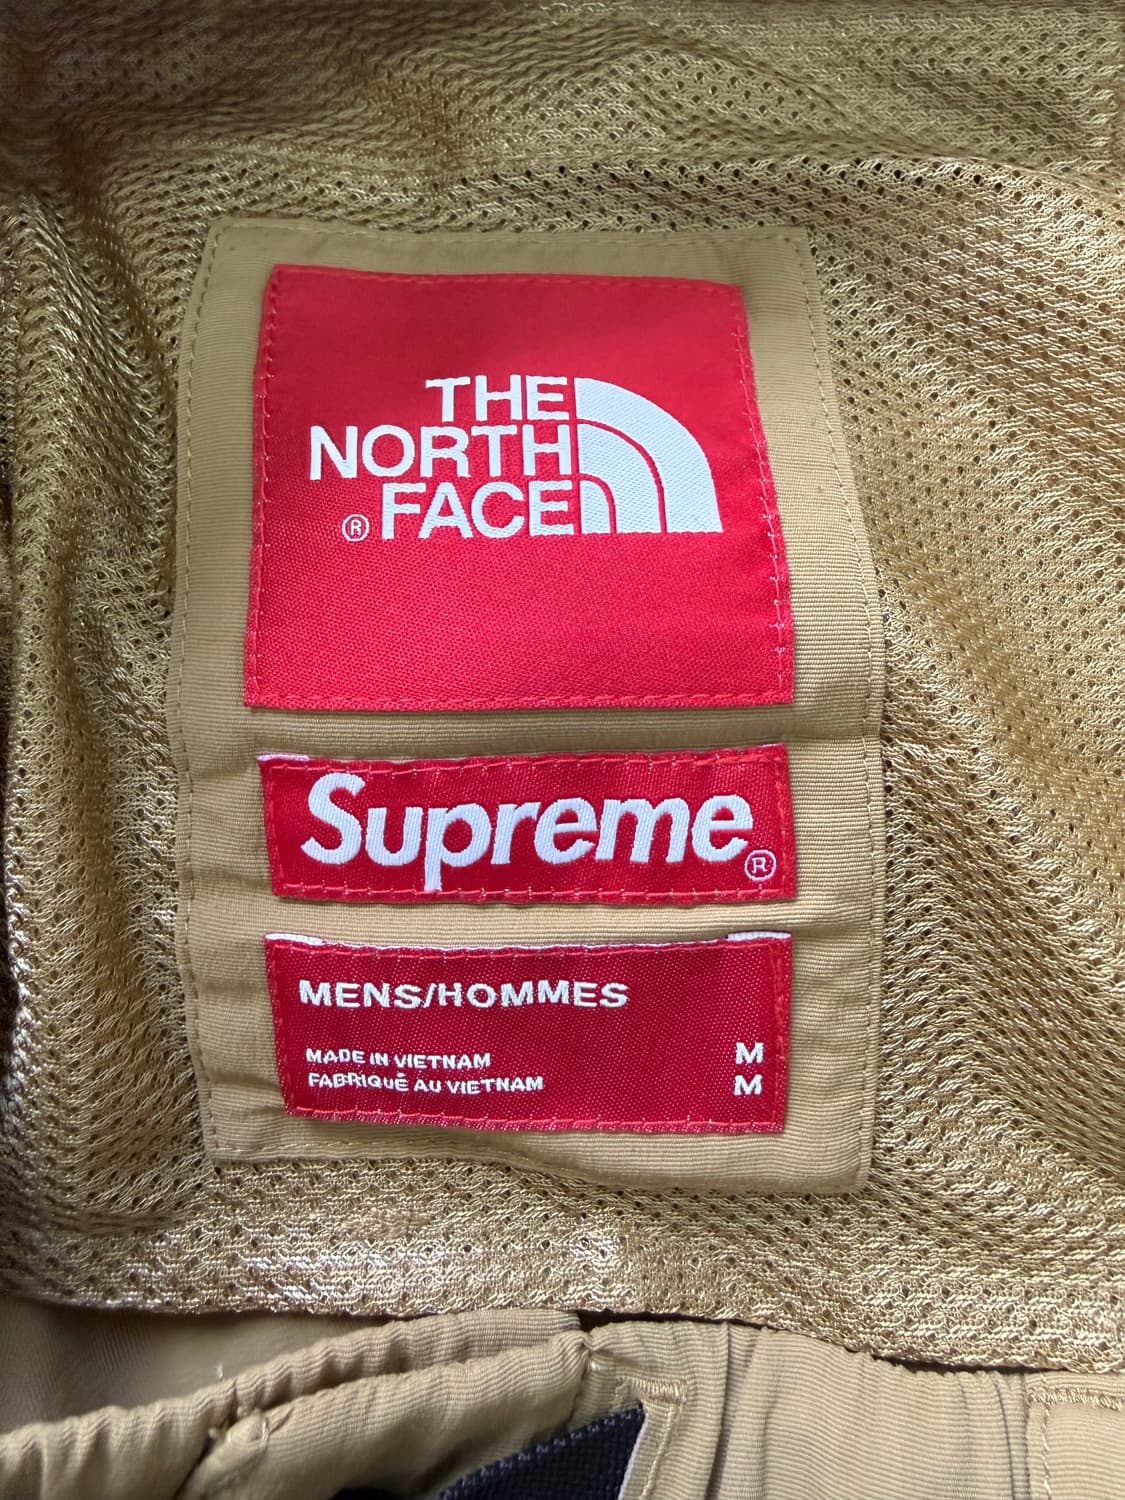 THE
NORTH
® FACE
Supreme®
MENS/HOMMES
MADE IN VIETNAM M
FABRIQUÉ AU VIETNAM M